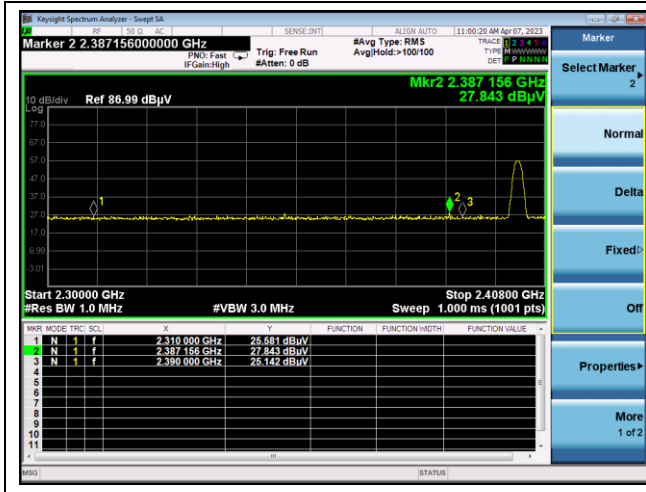 Keysight Spectrum Analyzer - Swept SA
RF 50 Ω AC SENSE:INT ALIGN AUTO 11:00:20 AM Apr 07, 2023
Marker 2 2.387156000000 GHz
PNO: Fast
IFGain:High
Trig: Free Run
#Atten: 0 dB
#Avg Type: RMS
Avg|Hold:>100/100
TRACE 1 2 3 4 5 6
TYPE M W W W W W
DET P P N N N N
Marker
Mkr2 2.387 156 GHz
27.843 dBμV
10 dB/div Ref 86.99 dBμV
Log
77.0
67.0
57.0
47.0
37.0
27.0
17.0
6.99
-3.01
1
2
3
Start 2.30000 GHz Stop 2.40800 GHz
#Res BW 1.0 MHz #VBW 3.0 MHz Sweep 1.000 ms (1001 pts)
MKR MODE TRC SCL X Y FUNCTION FUNCTION WIDTH FUNCTION VALUE
1 N 1 f 2.310 000 GHz 25.581 dBμV
2 N 1 f 2.387 156 GHz 27.843 dBμV
3 N 1 f 2.390 000 GHz 25.142 dBμV
4
5
6
7
8
9
10
11
MSG STATUS
Select Marker
2
Normal
Delta
Fixed
Off
Properties
More
1 of 2